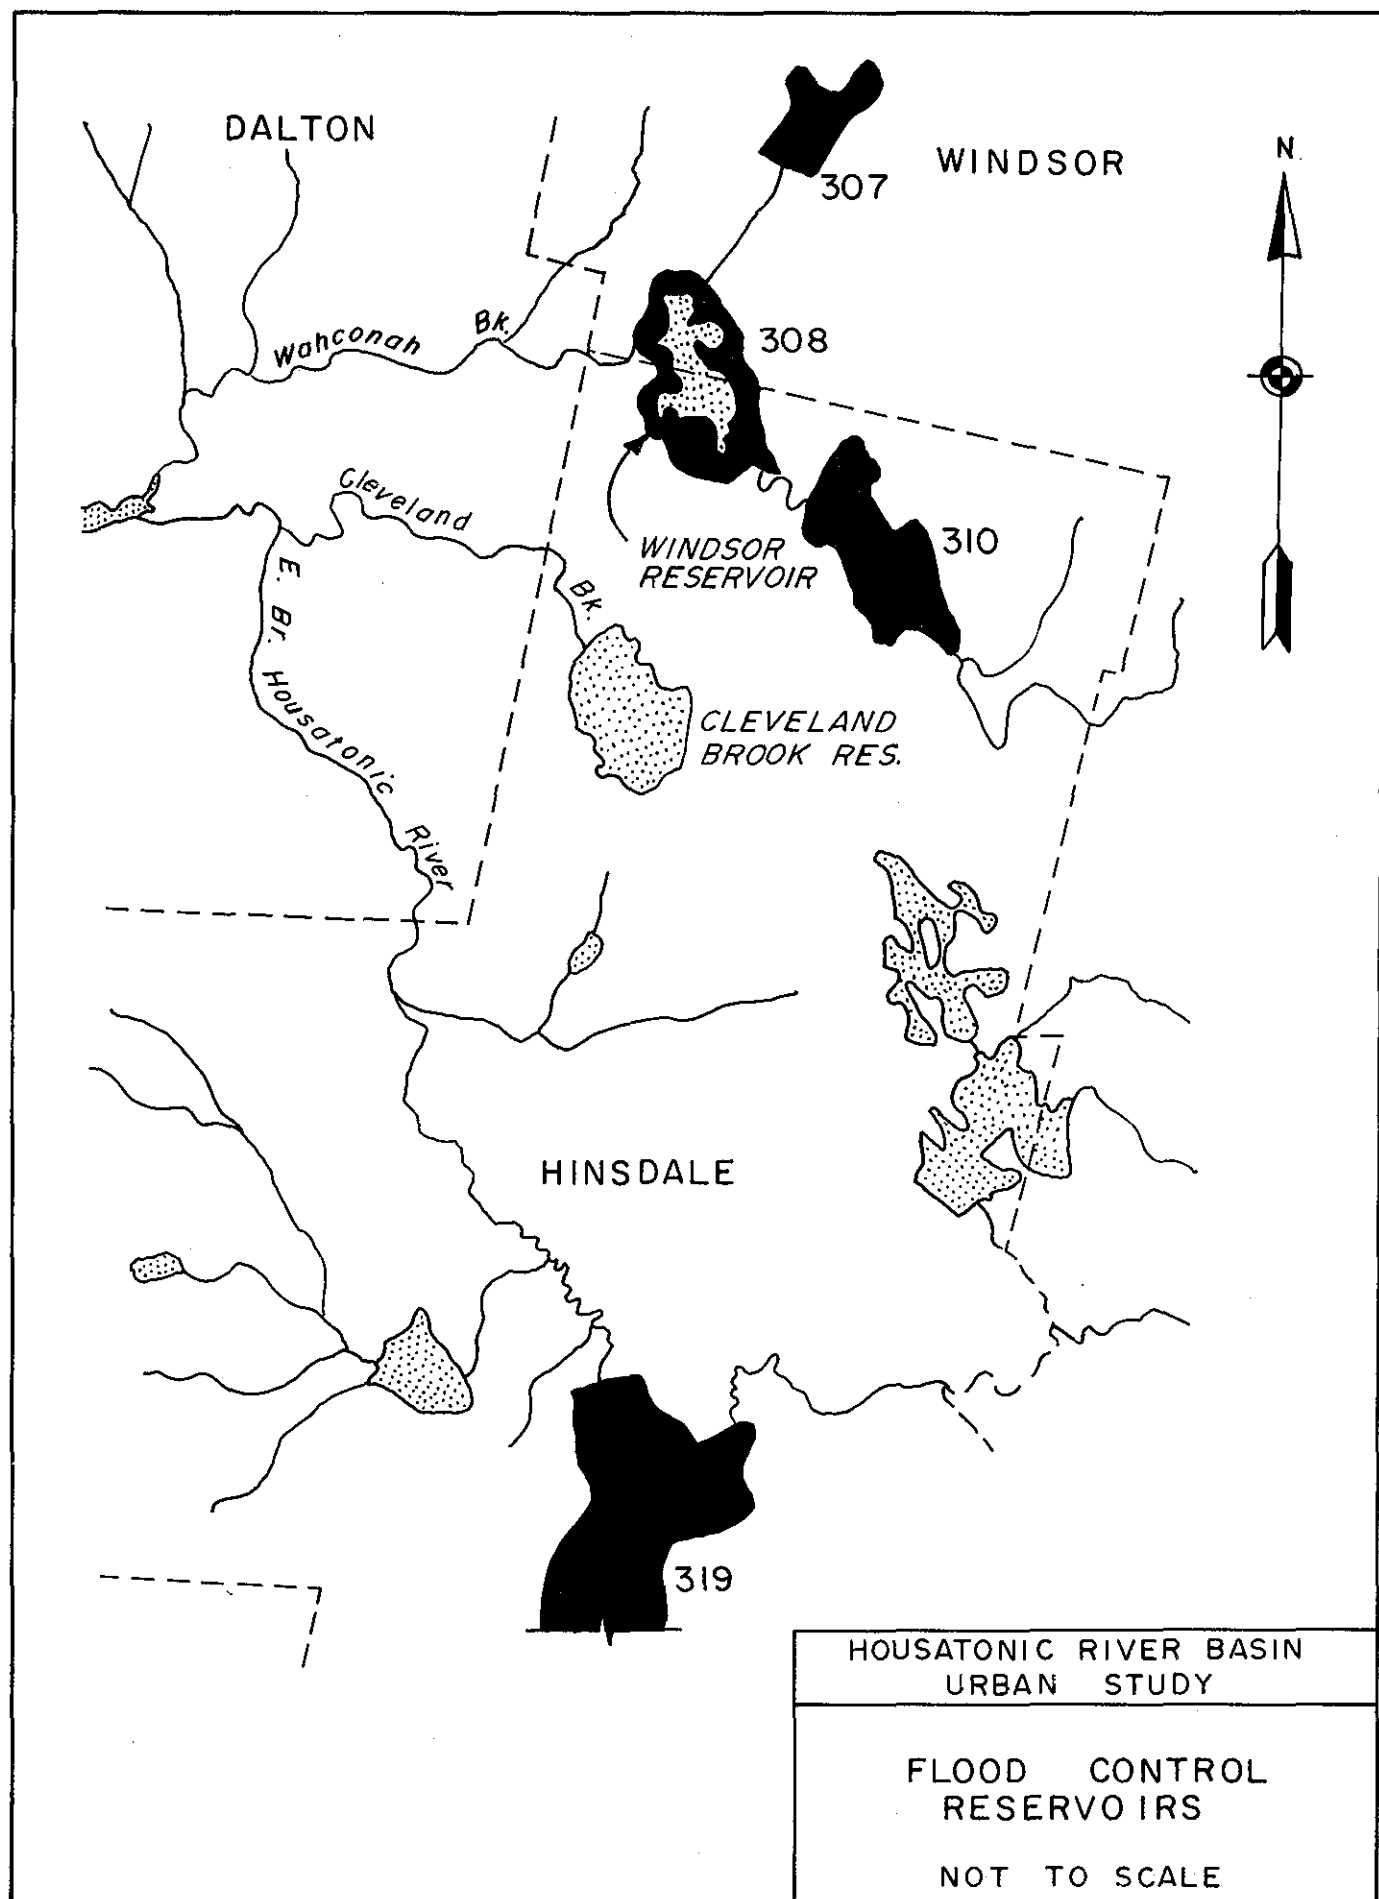 DALTON
WINDSOR
N
307
308
Wahconah Bk.
Cleveland Bk.
310
WINDSOR
RESERVOIR
E. Br. Housatonic River
CLEVELAND
BROOK RES.
HINSDALE
319
HOUSATONIC RIVER BASIN
URBAN STUDY
FLOOD CONTROL
RESERVOIRS
NOT TO SCALE